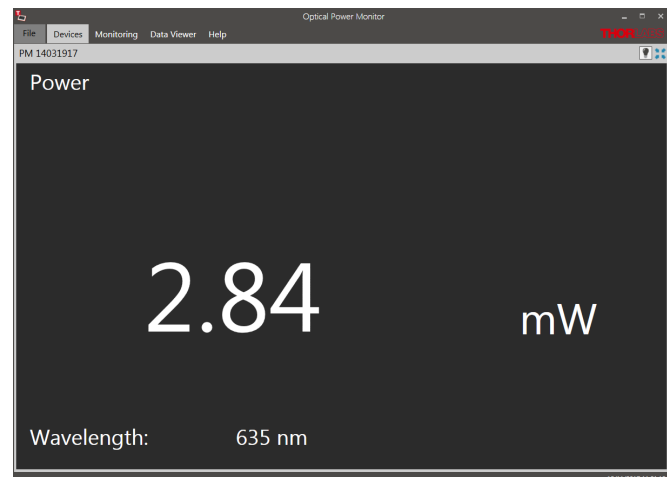 Optical Power Monitor
File Devices Monitoring Data Viewer Help
PM 14031917
Power
2.84 mW
Wavelength: 635 nm